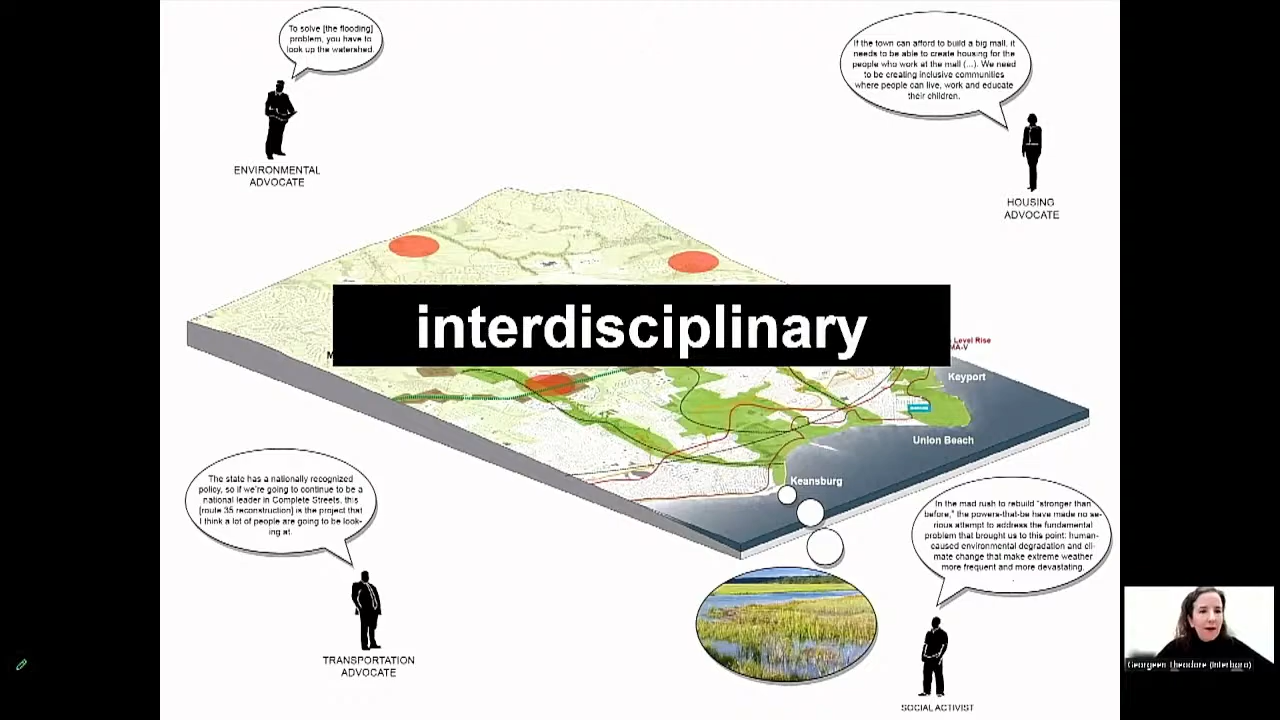 To solve [the flooding]
problem, you have to
look up the watershed.
ENVIRONMENTAL
ADVOCATE
If the town can afford to build a big mall, it
needs to be able to create housing for the
people who work at the mall (...). We need
to be creating inclusive communities
where people can live, work and educate
their children.
HOUSING
ADVOCATE
interdisciplinary
Level Rise
MA-V
M
Keyport
Union Beach
Keansburg
The state has a nationally recognized
policy, so if we're going to continue to be a
national leader in Complete Streets, this
[route 35 reconstruction] is the project that
I think a lot of people are going to be look-
ing at.
TRANSPORTATION
ADVOCATE
In the mad rush to rebuild "stronger than
before," the powers-that-be have made no se-
rious attempt to address the fundamental
problem that brought us to this point: human-
caused environmental degradation and cli-
mate change that make extreme weather
more frequent and more devastating.
SOCIAL ACTIVIST
Georgeen Theodore (Interboro)